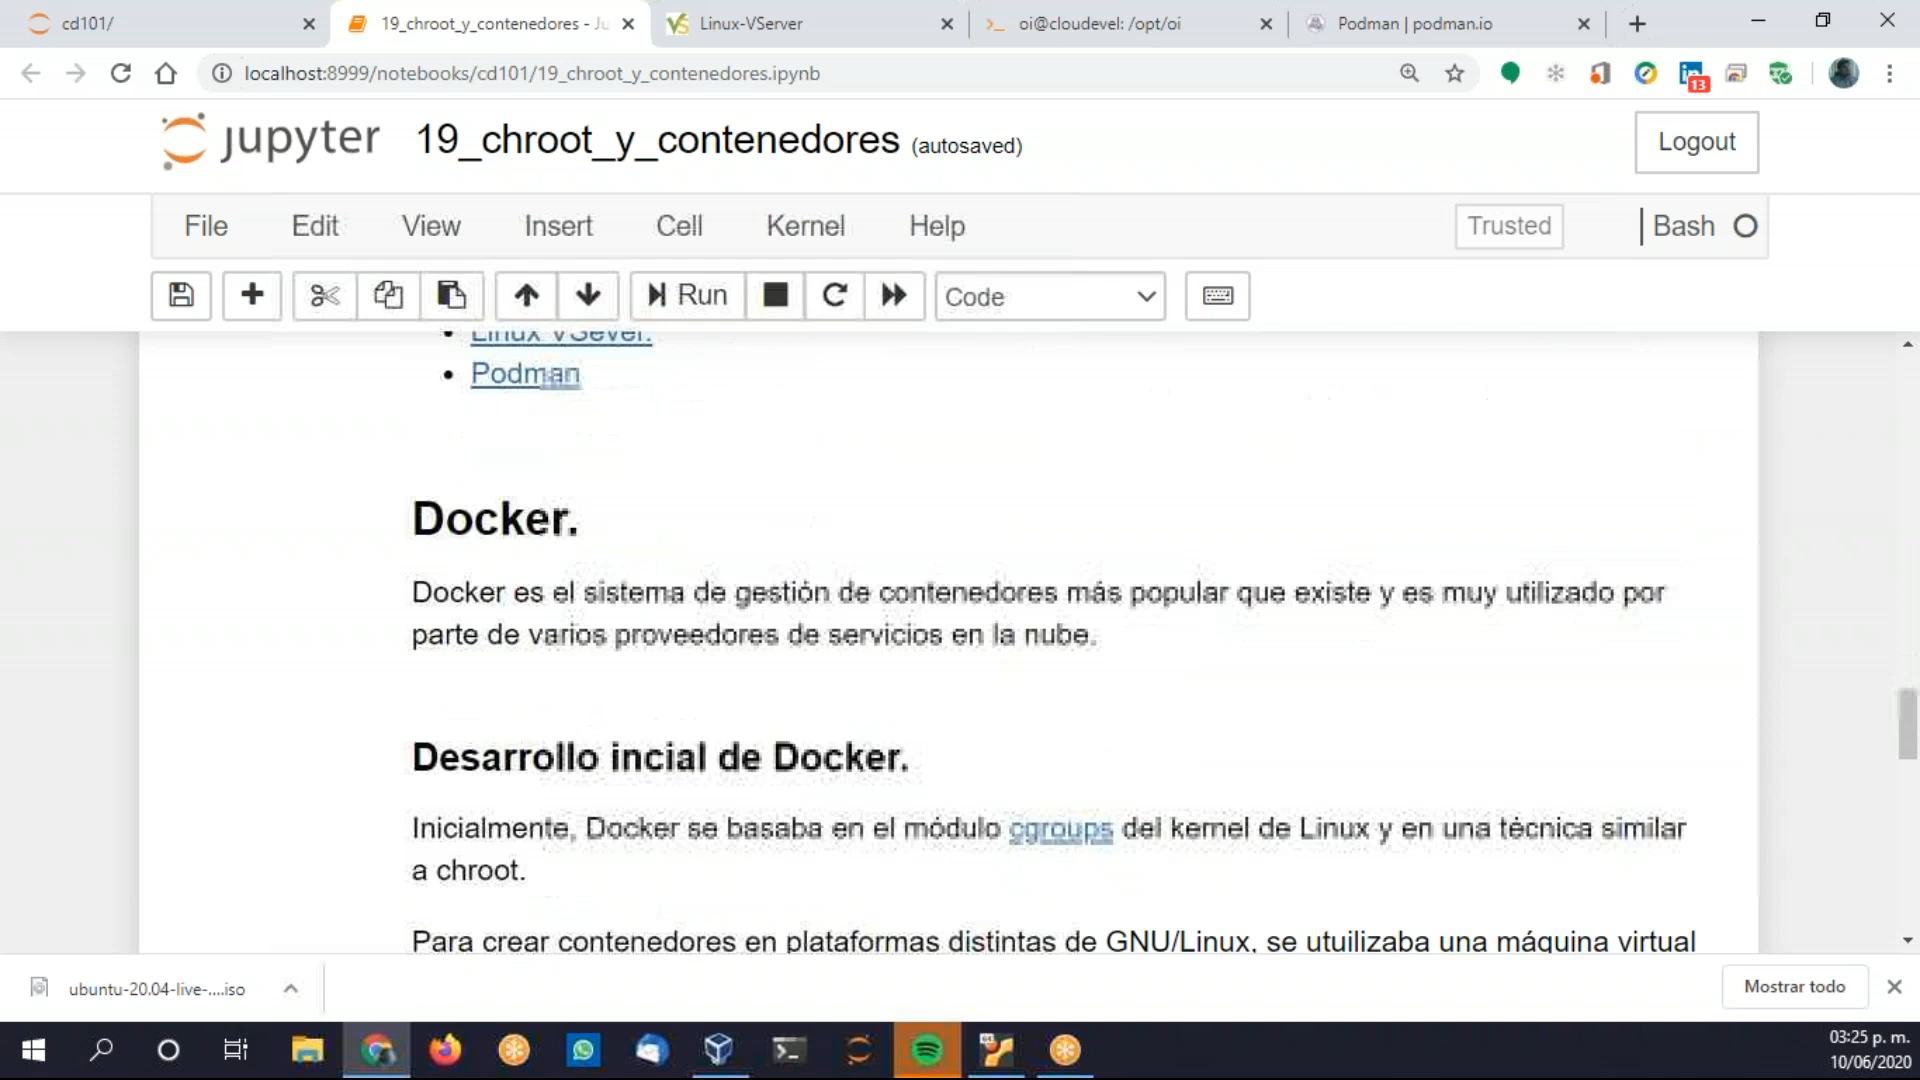 cd101/
19_chroot_y_contenedores - Ju
Linux-VServer
oi@cloudevel: /opt/oi
Podman | podman.io
localhost:8999/notebooks/cd101/19_chroot_y_contenedores.ipynb
13
jupyter
19_chroot_y_contenedores (autosaved)
Logout
File Edit View Insert Cell Kernel Help
Trusted
Bash
Run
Code
Linux VSever.
Podman
Docker.
Docker es el sistema de gestión de contenedores más popular que existe y es muy utilizado por
parte de varios proveedores de servicios en la nube.
Desarrollo incial de Docker.
Inicialmente, Docker se basaba en el módulo cgroups del kernel de Linux y en una técnica similar
a chroot.
Para crear contenedores en plataformas distintas de GNU/Linux, se utuilizaba una máquina virtual
ubuntu-20.04-live-....iso
Mostrar todo
03:25 p. m.
10/06/2020